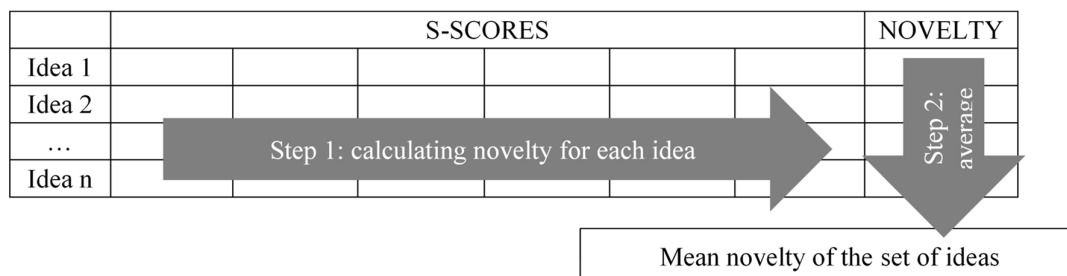 S-SCORES NOVELTY
Idea 1
Idea 2
…
Idea n
Step 1: calculating novelty for each idea
Step 2:
average
Mean novelty of the set of ideas